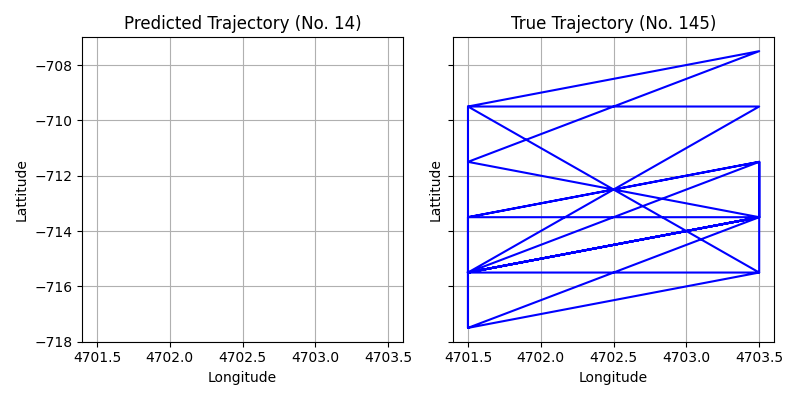 Predicted Trajectory (No. 14)
True Trajectory (No. 145)
Lattitude
−708
−710
−712
−714
−716
−718
4701.5 4702.0 4702.5 4703.0 4703.5
Longitude
Lattitude
4701.5 4702.0 4702.5 4703.0 4703.5
Longitude